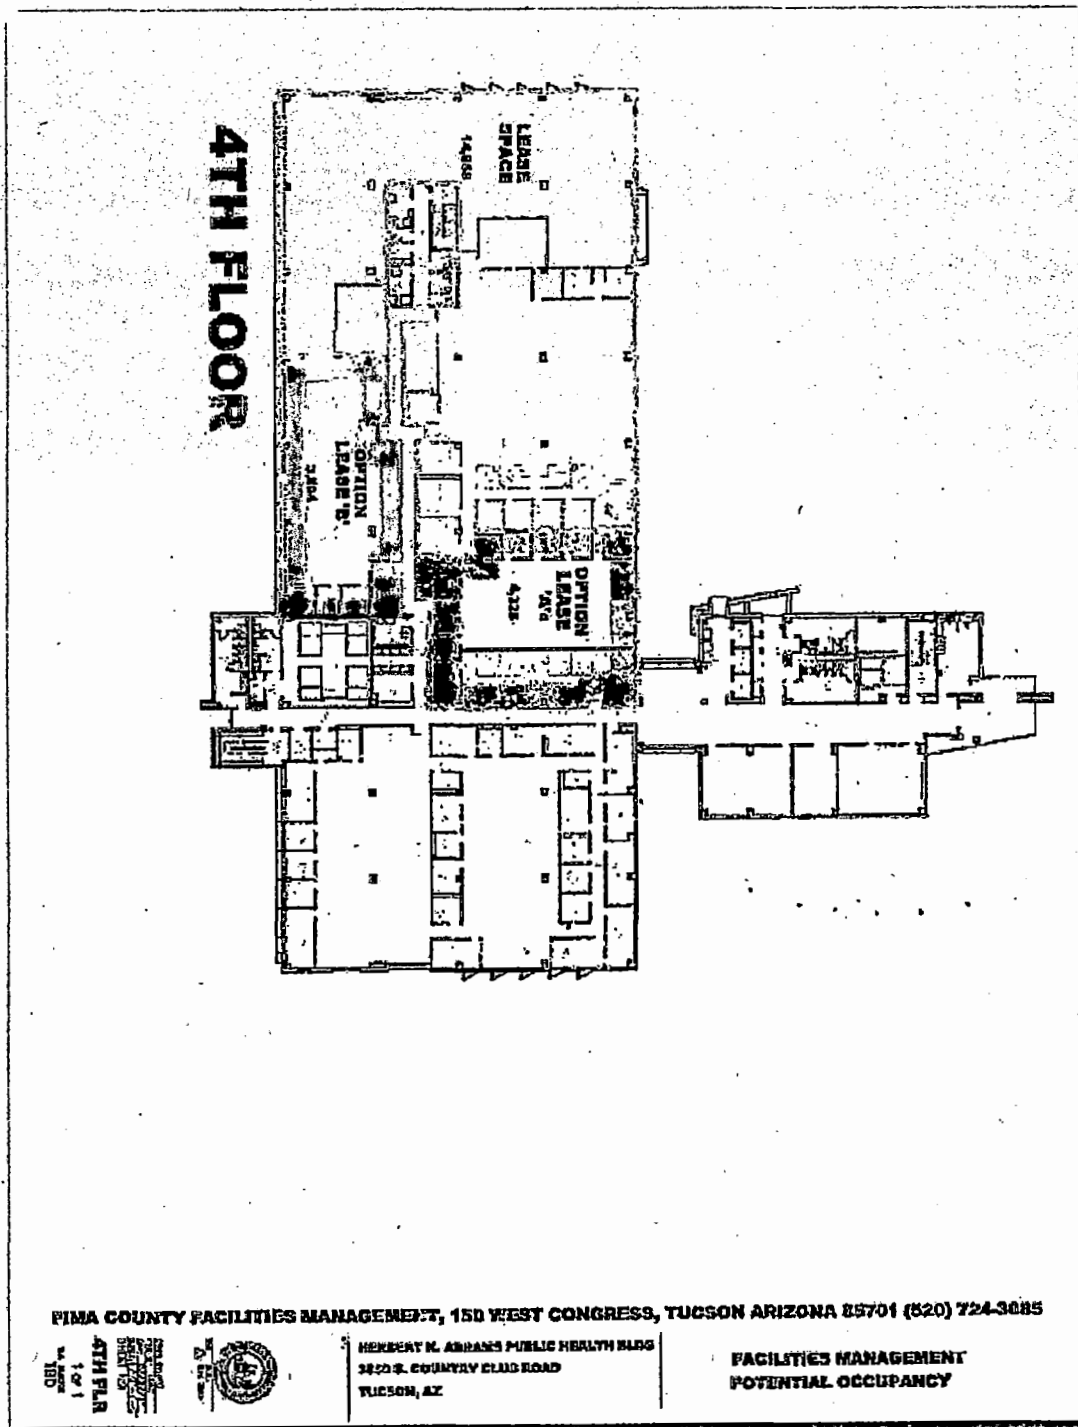 4TH FLOOR
LEASE
SPACE
14,958
OPTION
LEASE 'B'
OPTION
LEASE
'A'
PIMA COUNTY FACILITIES MANAGEMENT, 150 WEST CONGRESS, TUCSON ARIZONA 85701 (520) 724-3085
4TH FLR
1 of 1
TBD
HERBERT K. ABRAMS PUBLIC HEALTH BLDG
3950 S. COUNTRY CLUB ROAD
TUCSON, AZ
FACILITIES MANAGEMENT
POTENTIAL OCCUPANCY